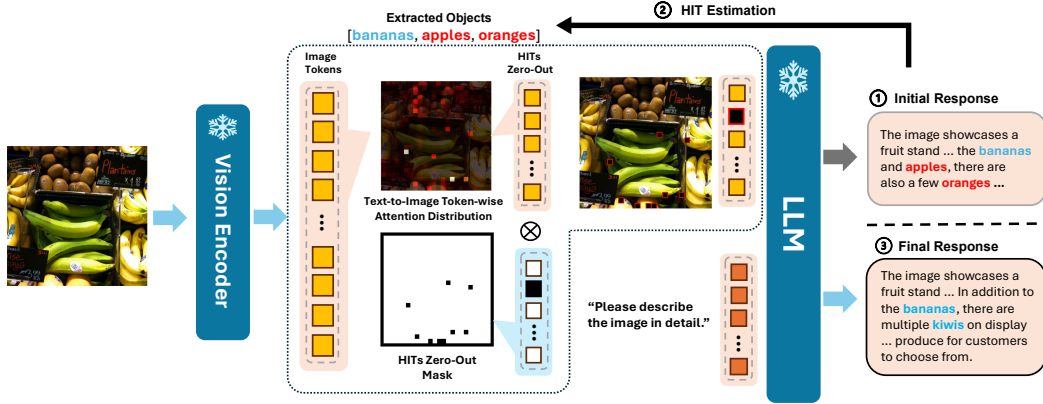 ② HIT Estimation
Extracted Objects
[bananas, apples, oranges]
Image
Tokens
HITs
Zero-Out
Plantains
Plantains
Vision Encoder
Text-to-Image Token-wise
Attention Distribution
HITs Zero-Out
Mask
“Please describe
the image in detail.”
LLM
① Initial Response
The image showcases a
fruit stand ... the bananas
and apples, there are
also a few oranges ...
③ Final Response
The image showcases a
fruit stand ... In addition to
the bananas, there are
multiple kiwis on display
... produce for customers
to choose from.